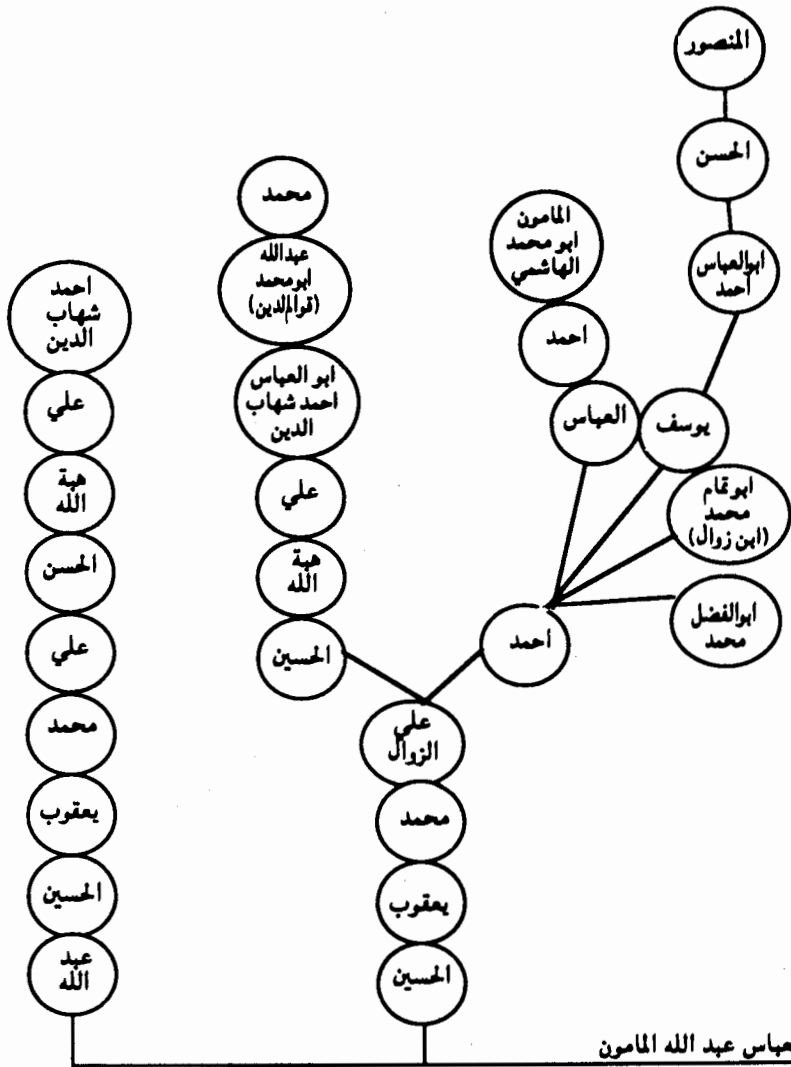 المنصور
الحسن
ابوالعباس
احمد
يوسف
ابوتمام
محمد
(ابن زوال)
ابوالفضل
محمد
المامون
ابو محمد
الهاشمي
احمد
العباس
احمد
محمد
عبدالله
ابومحمد
(قوام الدين)
ابو العباس
احمد شهاب
الدين
علي
هبة
الله
الحسين
علي
الزوال
محمد
يعقوب
الحسين
احمد
شهاب
الدين
علي
هبة
الله
الحسن
علي
محمد
يعقوب
الحسين
عبد
الله
عباس عبد الله المامون